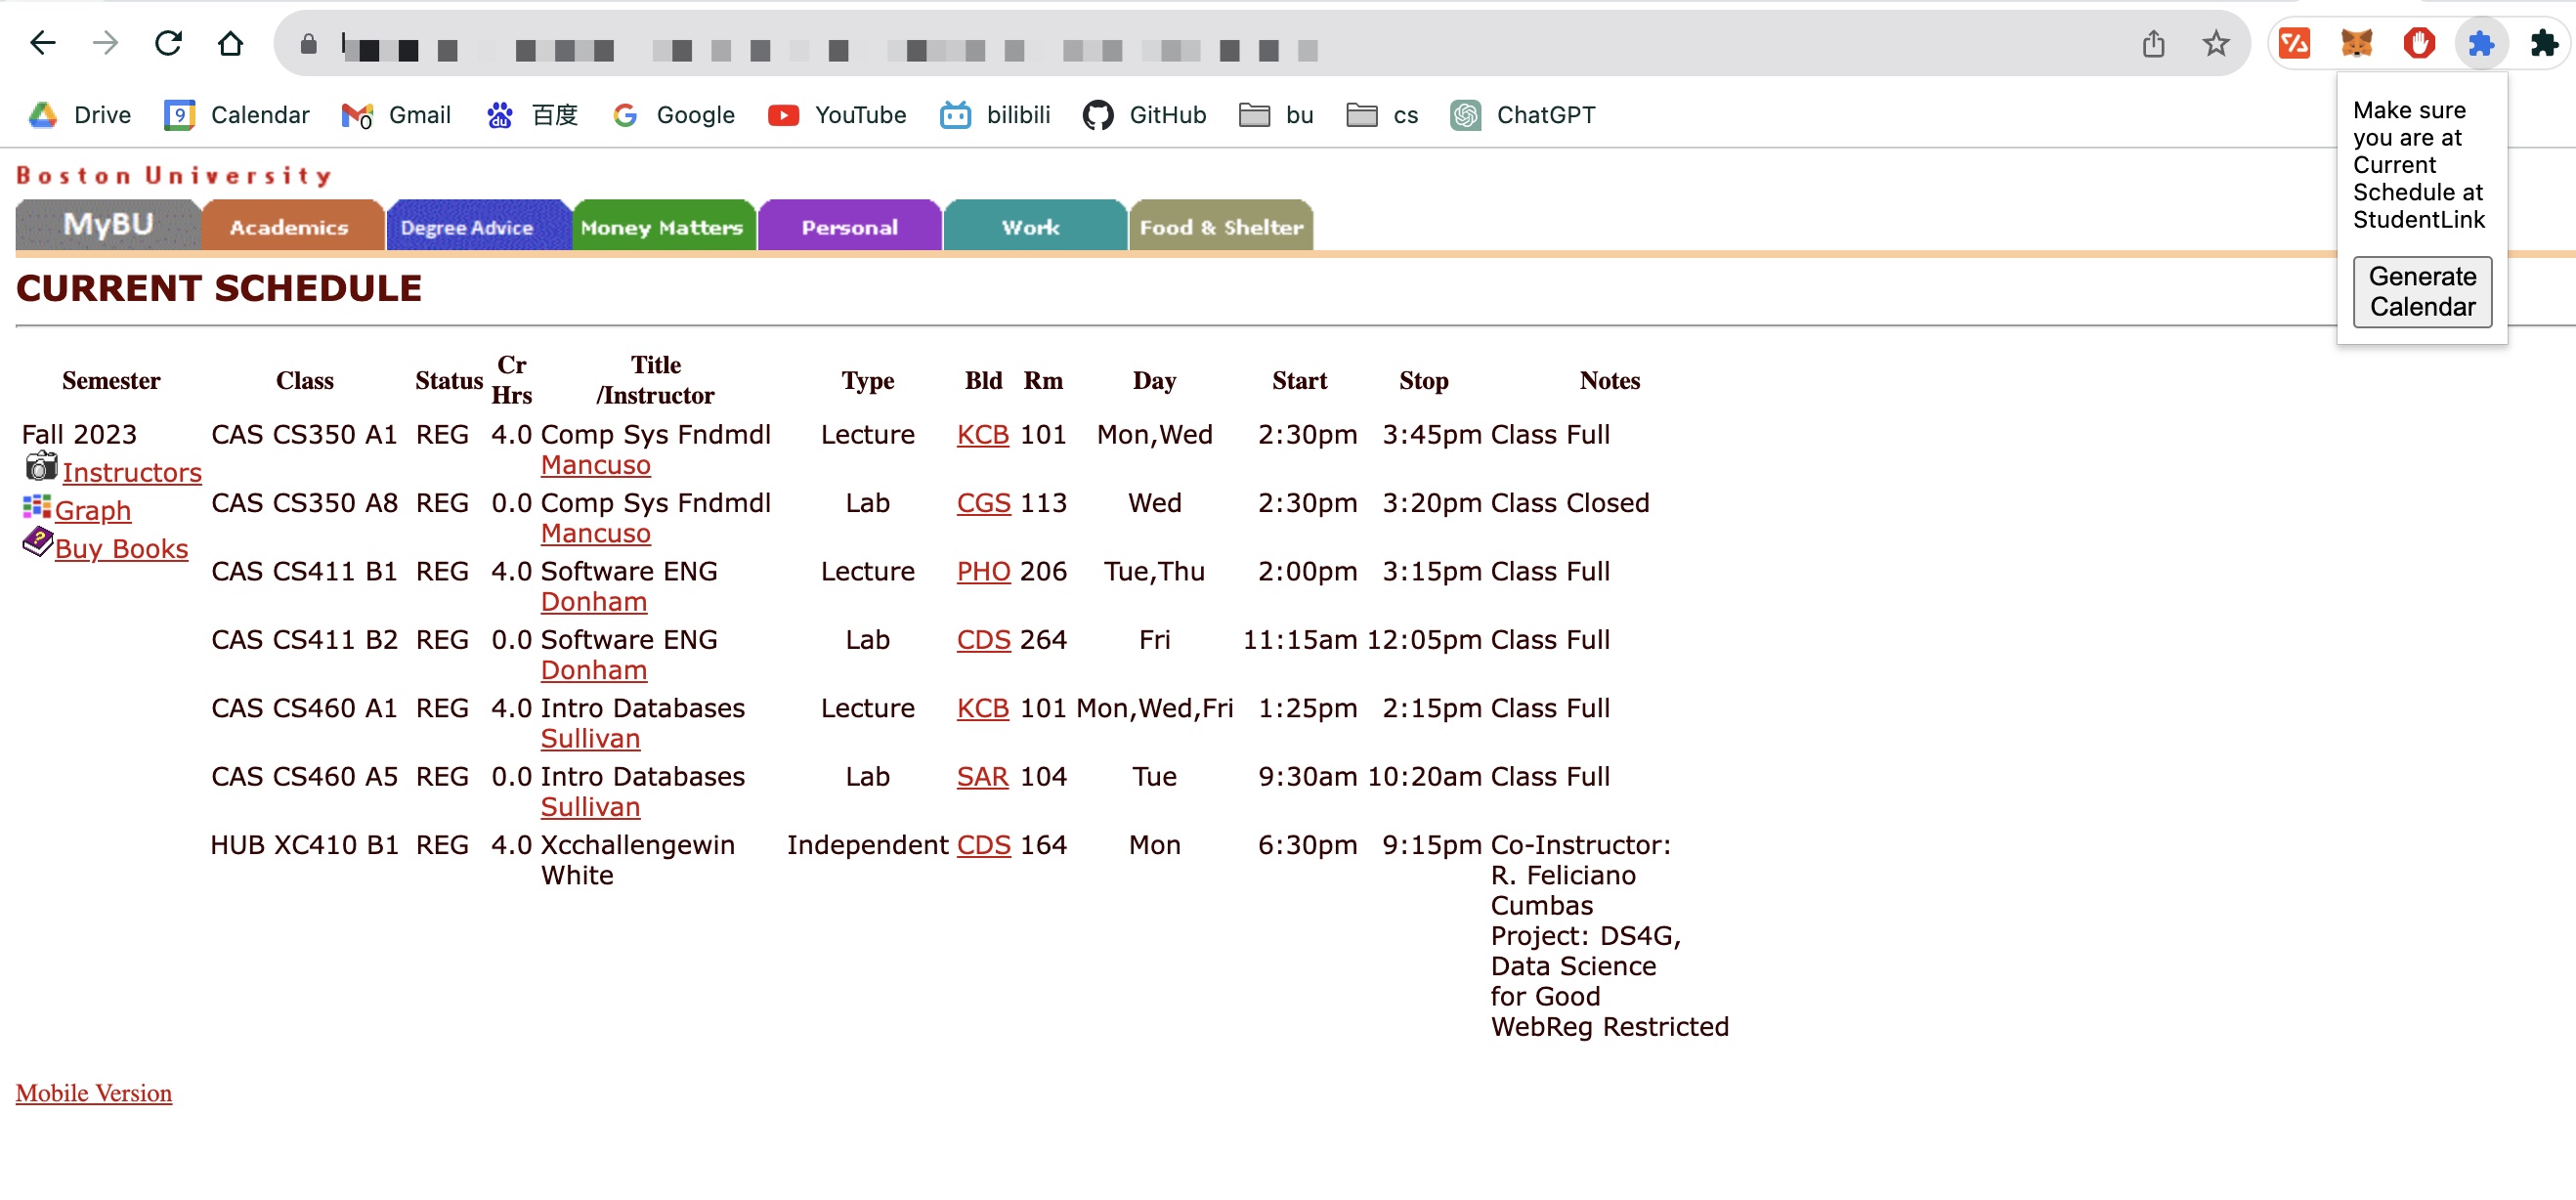 0 Drive 9 Calendar Gmail du 百度 Google YouTube bilibili GitHub bu cs ChatGPT
Make sure
you are at
Current
Schedule at
StudentLink
Generate
Calendar
Boston University
MyBU Academics Degree Advice Money Matters Personal Work Food & Shelter
CURRENT SCHEDULE
Semester Class Status Cr Hrs Title /Instructor Type Bld Rm Day Start Stop Notes
Fall 2023 CAS CS350 A1 REG 4.0 Comp Sys Fndmdl Lecture KCB 101 Mon,Wed 2:30pm 3:45pm Class Full
Instructors Mancuso
Graph CAS CS350 A8 REG 0.0 Comp Sys Fndmdl Lab CGS 113 Wed 2:30pm 3:20pm Class Closed
Buy Books Mancuso
CAS CS411 B1 REG 4.0 Software ENG Lecture PHO 206 Tue,Thu 2:00pm 3:15pm Class Full
Donham
CAS CS411 B2 REG 0.0 Software ENG Lab CDS 264 Fri 11:15am 12:05pm Class Full
Donham
CAS CS460 A1 REG 4.0 Intro Databases Lecture KCB 101 Mon,Wed,Fri 1:25pm 2:15pm Class Full
Sullivan
CAS CS460 A5 REG 0.0 Intro Databases Lab SAR 104 Tue 9:30am 10:20am Class Full
Sullivan
HUB XC410 B1 REG 4.0 Xcchallengewin Independent CDS 164 Mon 6:30pm 9:15pm Co-Instructor:
White R. Feliciano
Cumbas
Project: DS4G,
Data Science
for Good
WebReg Restricted
Mobile Version